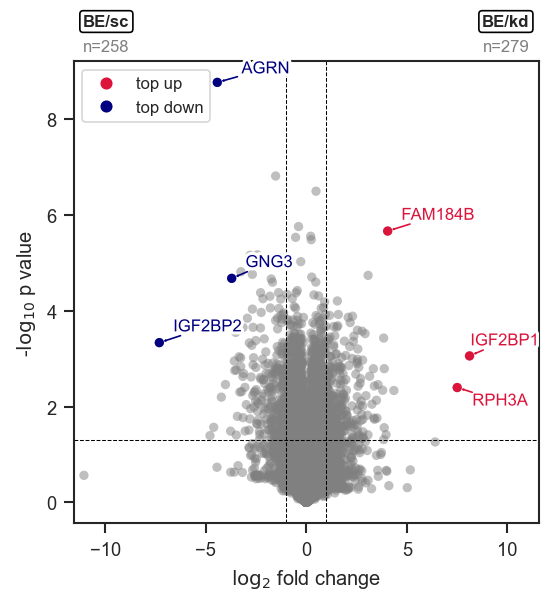 BE/sc BE/kd
n=258 n=279
top up
top down
AGRN
FAM184B
GNG3
IGF2BP2
IGF2BP1
RPH3A
8
6
4
2
0
-log10 p value
−10 −5 0 5 10
log2 fold change